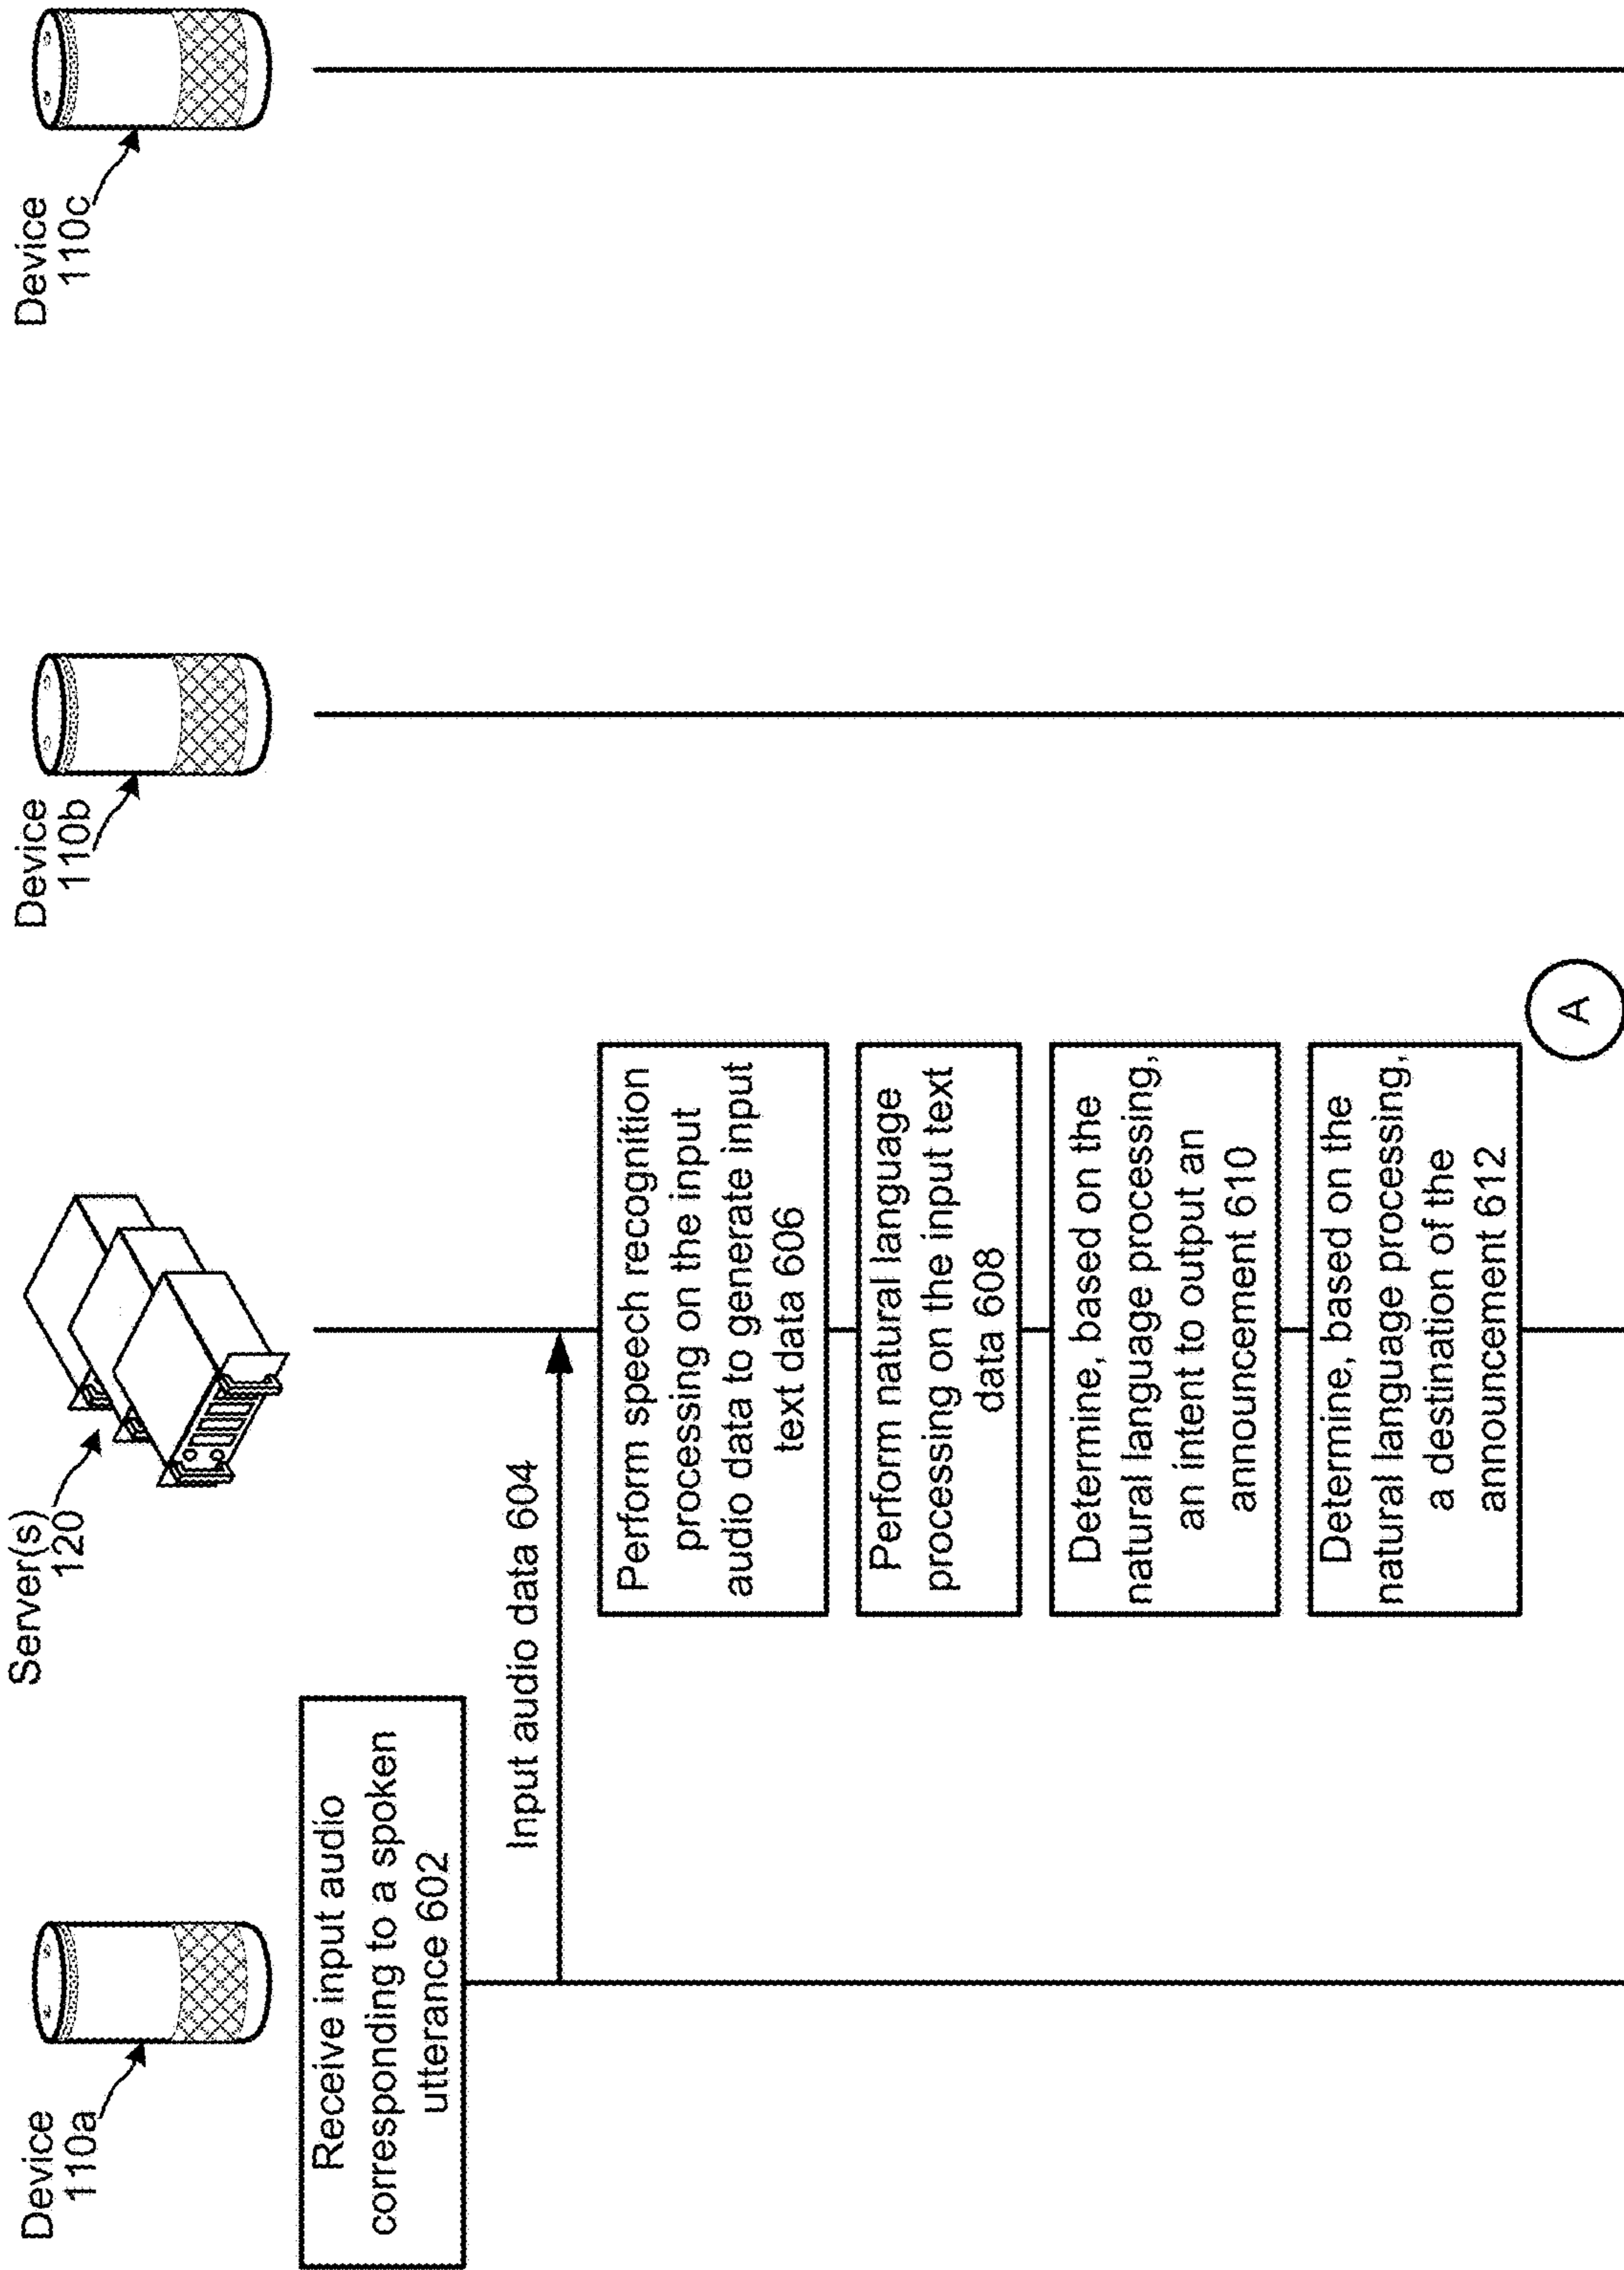 Device
110a
Server(s)
120
Device
110b
Device
110c
Receive input audio
corresponding to a spoken
utterance 602
Input audio data 604
Perform speech recognition
processing on the input
audio data to generate input
text data 606
Perform natural language
processing on the input text
data 608
Determine, based on the
natural language processing,
an intent to output an
announcement 610
Determine, based on the
natural language processing,
a destination of the
announcement 612
A